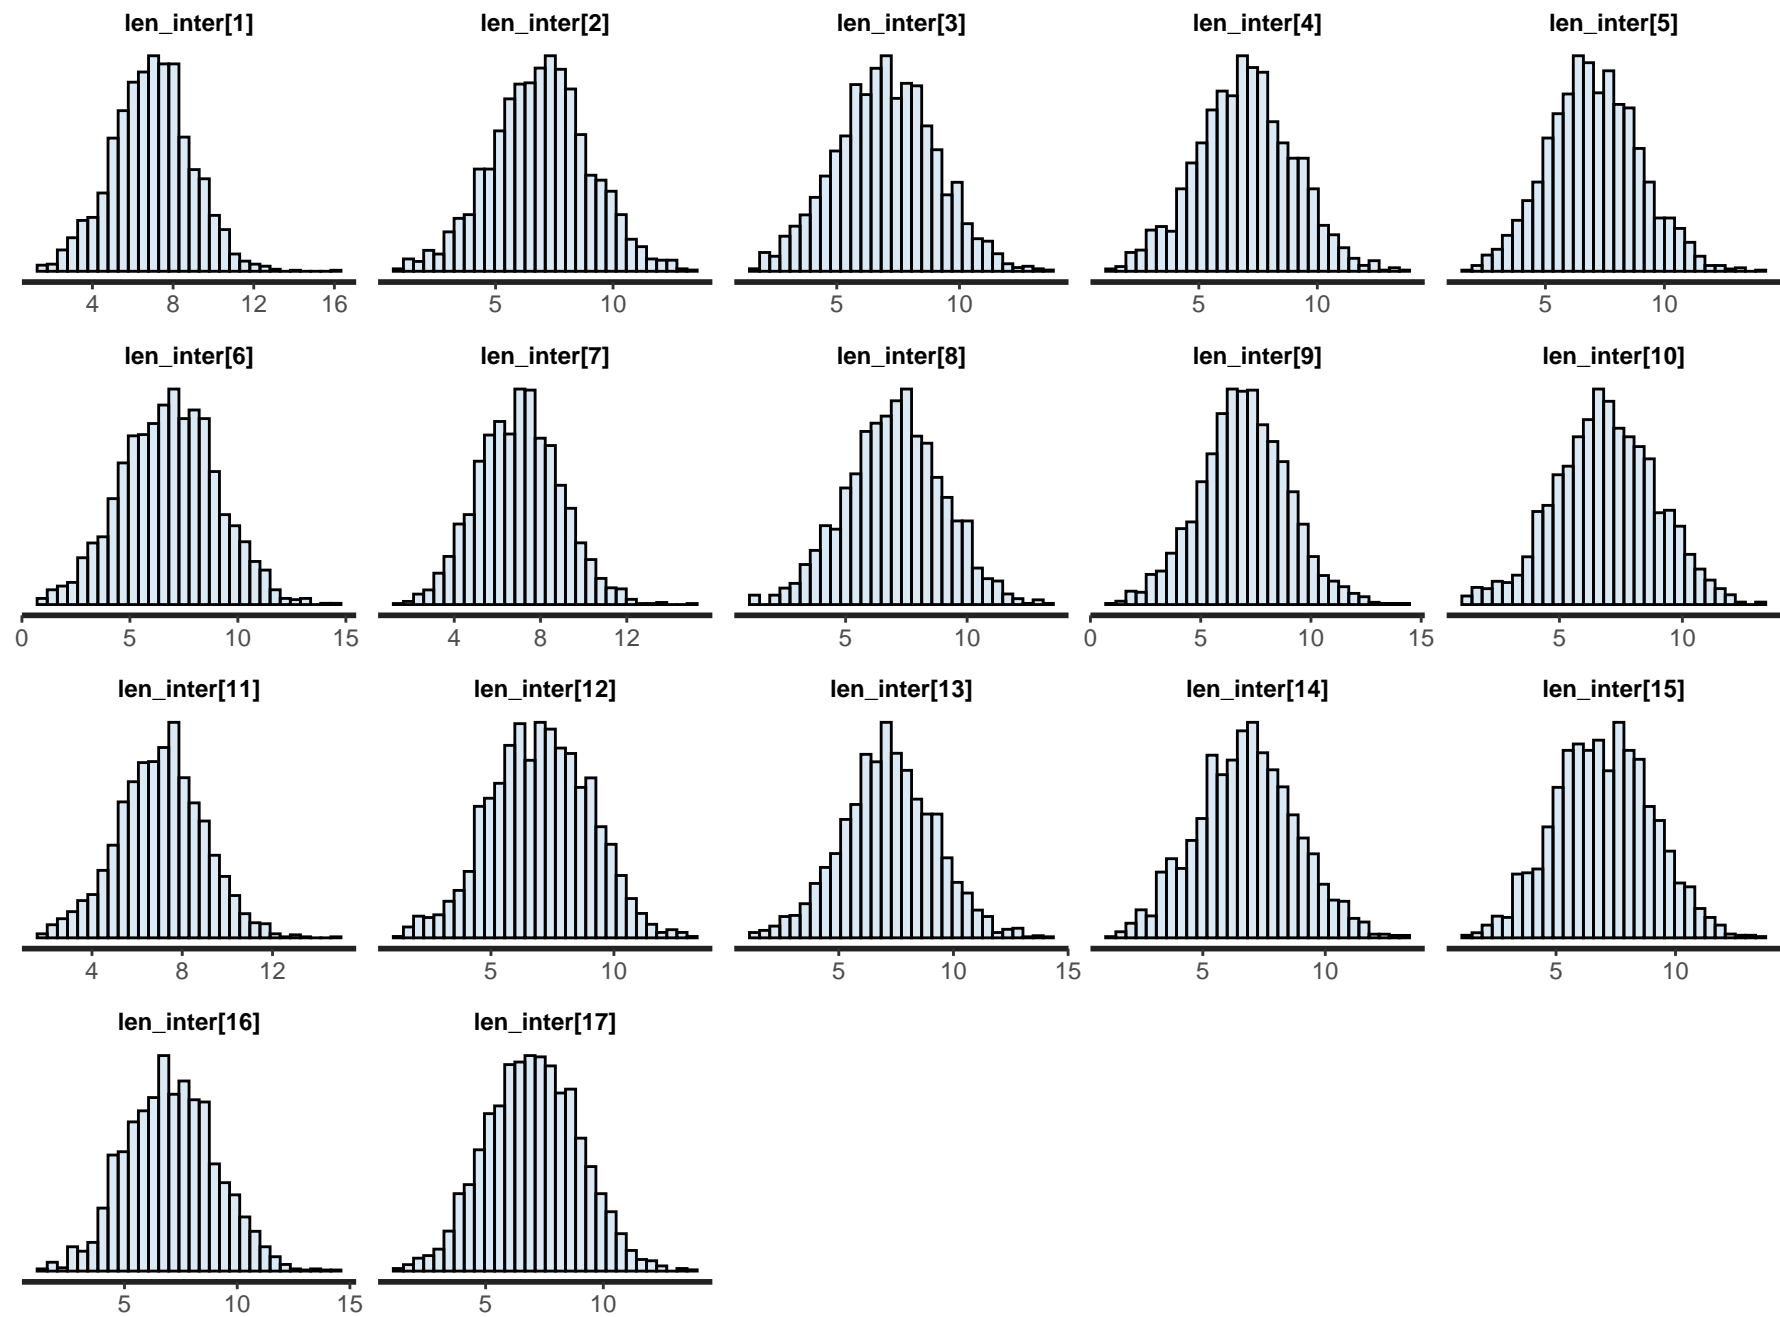 len_inter[1] len_inter[2] len_inter[3] len_inter[4] len_inter[5]
4 8 12 16 5 10 5 10 5 10 5 10
len_inter[6] len_inter[7] len_inter[8] len_inter[9] len_inter[10]
0 5 10 15 4 8 12 5 10 0 5 10 15 5 10
len_inter[11] len_inter[12] len_inter[13] len_inter[14] len_inter[15]
4 8 12 5 10 5 10 15 5 10 5 10
len_inter[16] len_inter[17]
5 10 15 5 10